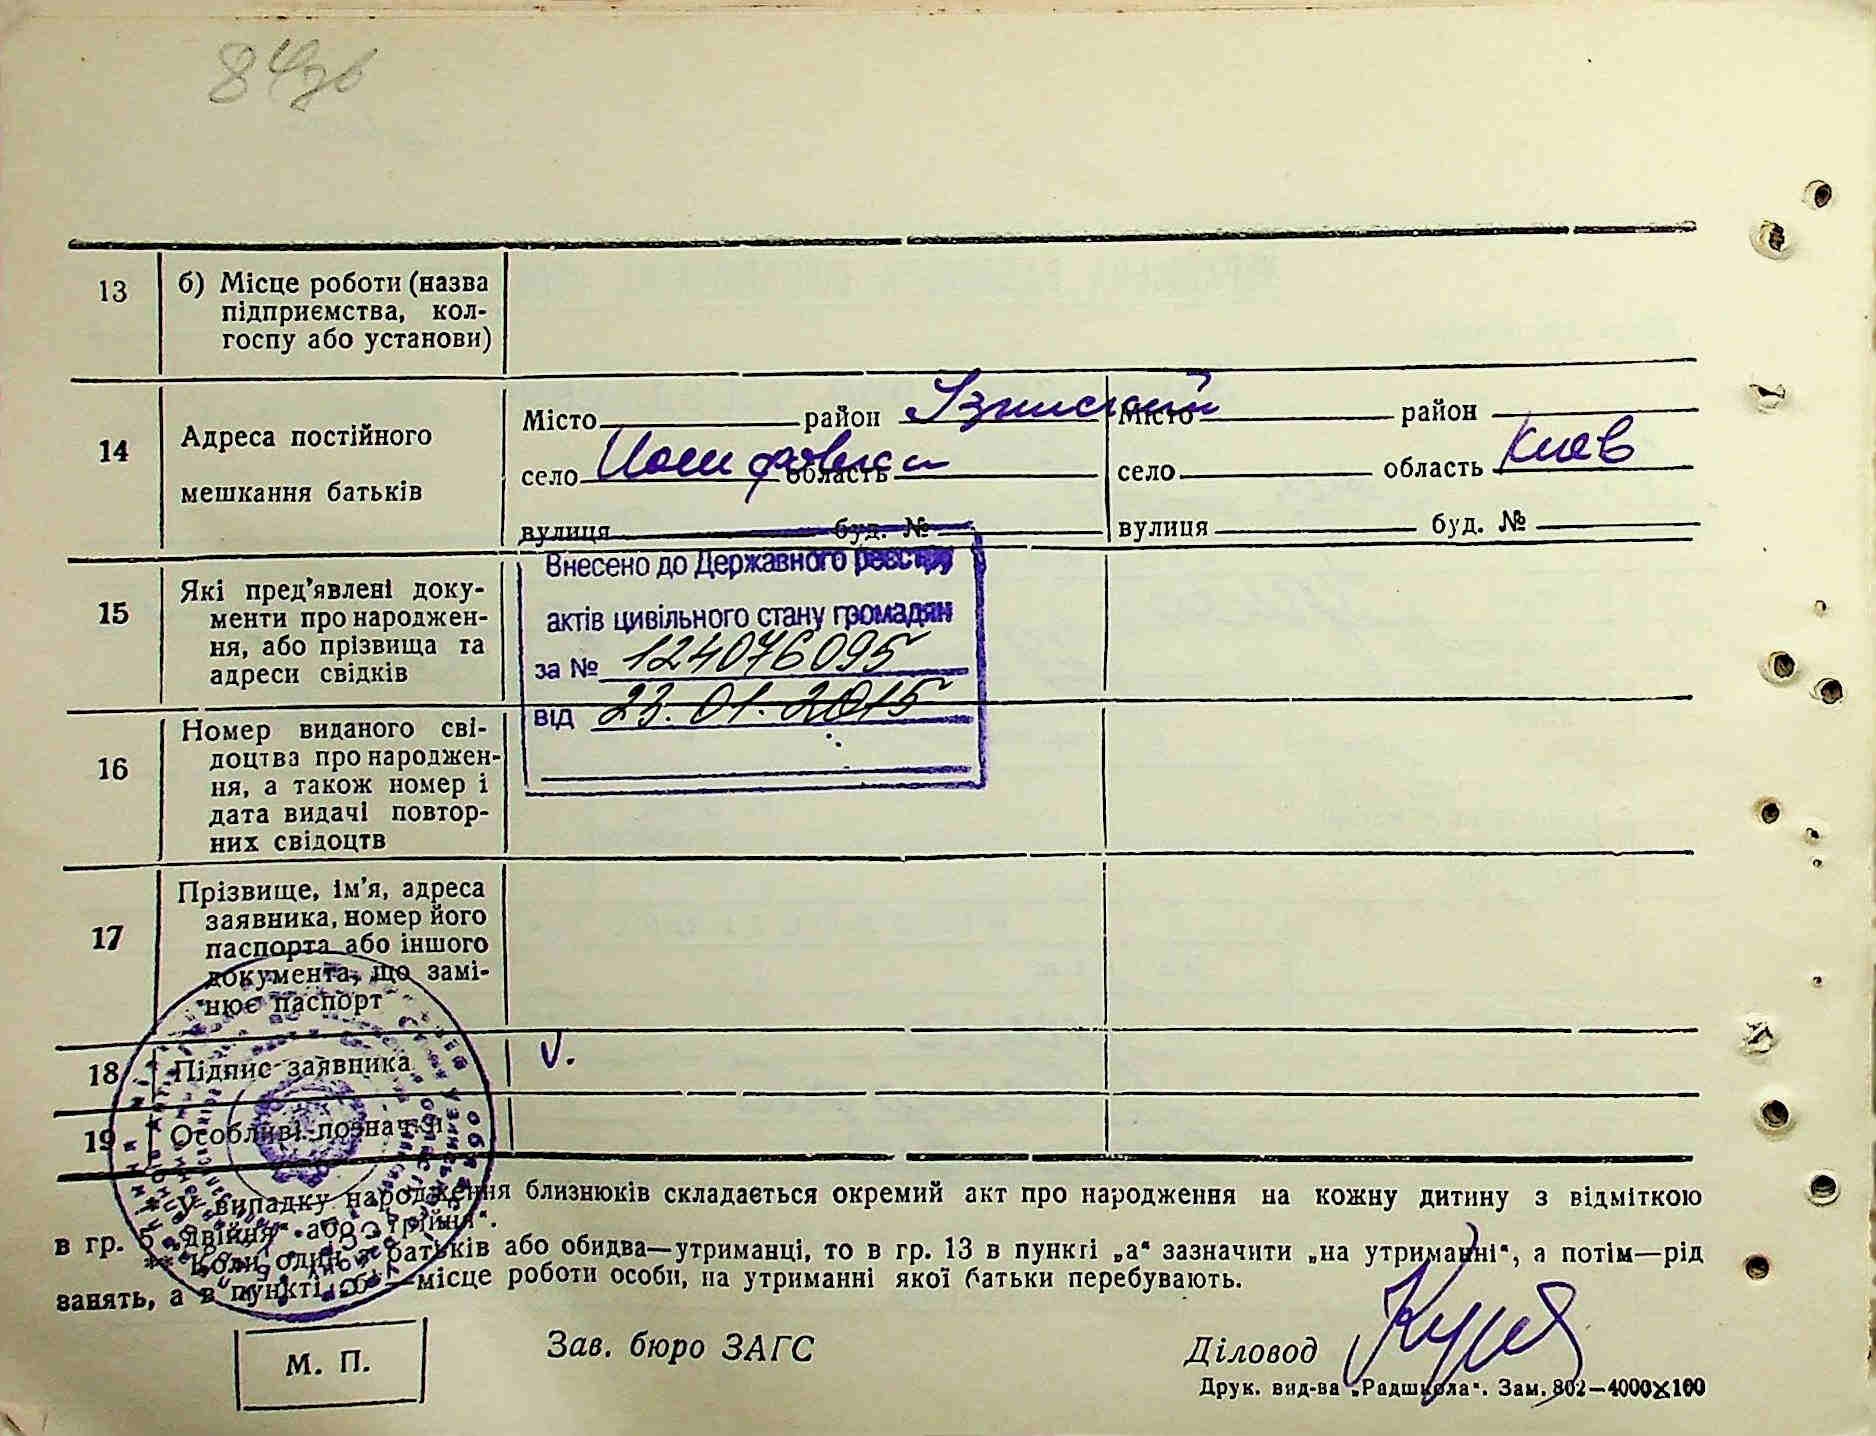 84зв
13
б) Місце роботи (назва
підприємства, кол-
госпу або установи)
14
Адреса постійного
мешкання батьків
Місто район
село Иосифовка область
вулиця буд. №
Місто район
село область Киев
вулиця буд. №
15
Які пред'явлені доку-
менти про народжен-
ня, або прізвища та
адреси свідків
Внесено до Державного реєстру
актів цивільного стану громадян
за № 124076095
від 23.01.2015
16
Номер виданого сві-
доцтва про народжен-
ня, а також номер і
дата видачі повтор-
них свідоцтв
17
Прізвище, ім'я, адреса
заявника, номер його
паспорта або іншого
документа, що замі-
нює паспорт
18
Підпис заявника
V.
19
Особливі позначки
* У випадку народження близнюків складається окремий акт про народження на кожну дитину з відміткою
в гр. 5 „двійня“ або „трійня“.
** Коли один з батьків або обидва—утриманці, то в гр. 13 в пункті „а“ зазначити „на утриманні“, а потім—рід
занять, а в пункті „б“—місце роботи особи, на утриманні якої батьки перебувають.
М. П.
Зав. бюро ЗАГС
Діловод
Друк. вид-ва „Радшкола“. Зам. 802—4000×100